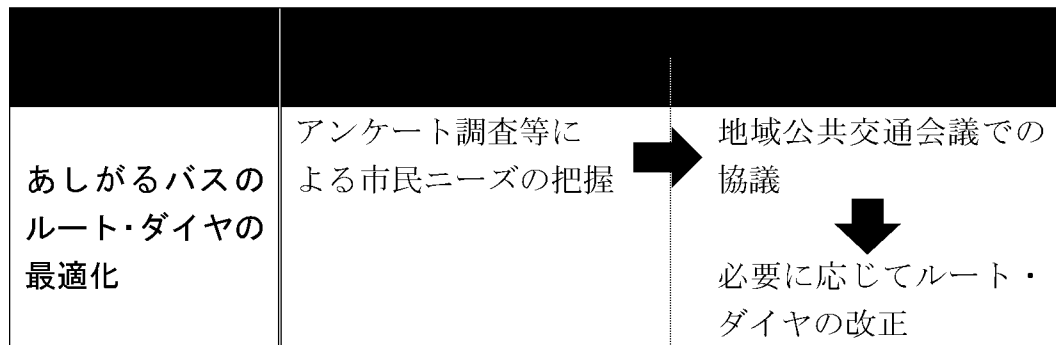 あしがるバスの
ルート・ダイヤの
最適化
アンケート調査等に
よる市民ニーズの把握
地域公共交通会議での
協議
必要に応じてルート・
ダイヤの改正